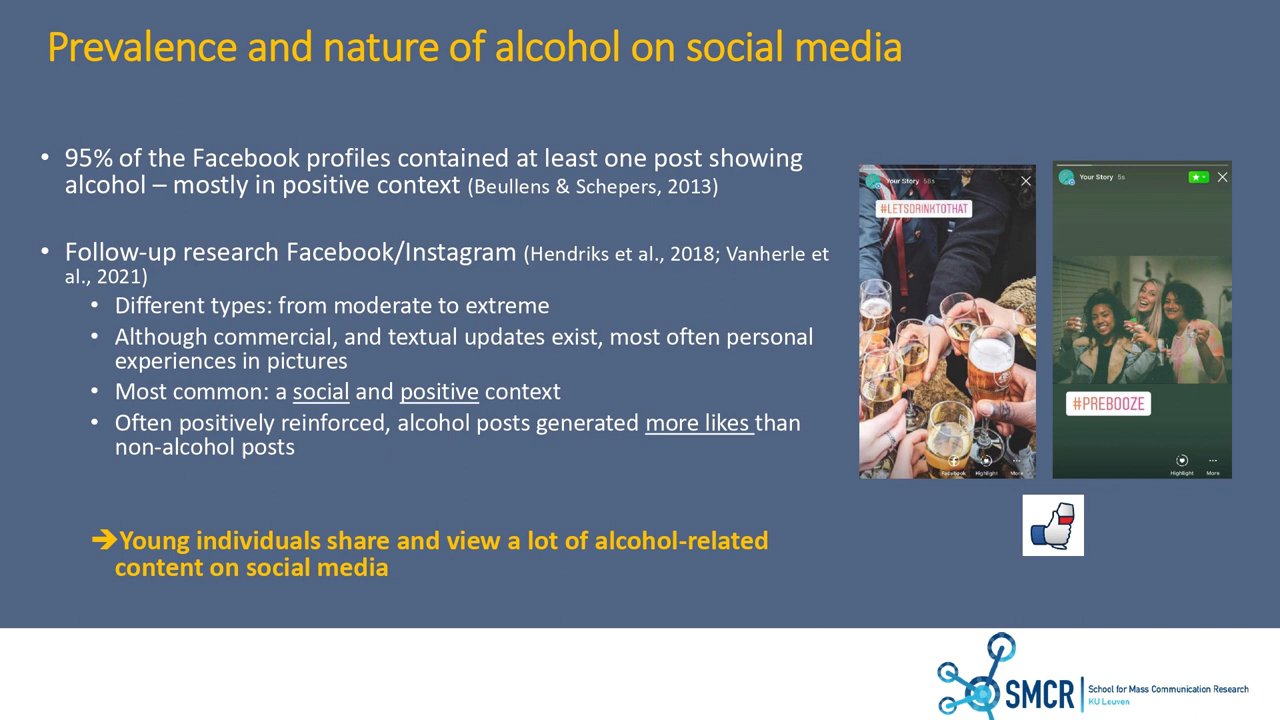 Prevalence and nature of alcohol on social media
• 95% of the Facebook profiles contained at least one post showing
alcohol – mostly in positive context (Beullens & Schepers, 2013)
• Follow-up research Facebook/Instagram (Hendriks et al., 2018; Vanherle et
al., 2021)
• Different types: from moderate to extreme
• Although commercial, and textual updates exist, most often personal
experiences in pictures
• Most common: a social and positive context
• Often positively reinforced, alcohol posts generated more likes than
non-alcohol posts
➔Young individuals share and view a lot of alcohol-related
content on social media
Your Story 58s
#LETSDRINKTOTHAT
Facebook Highlight More
Your Story 5s
#PREBOOZE
Highlight More
SMCR
School for Mass Communication Research
KU Leuven